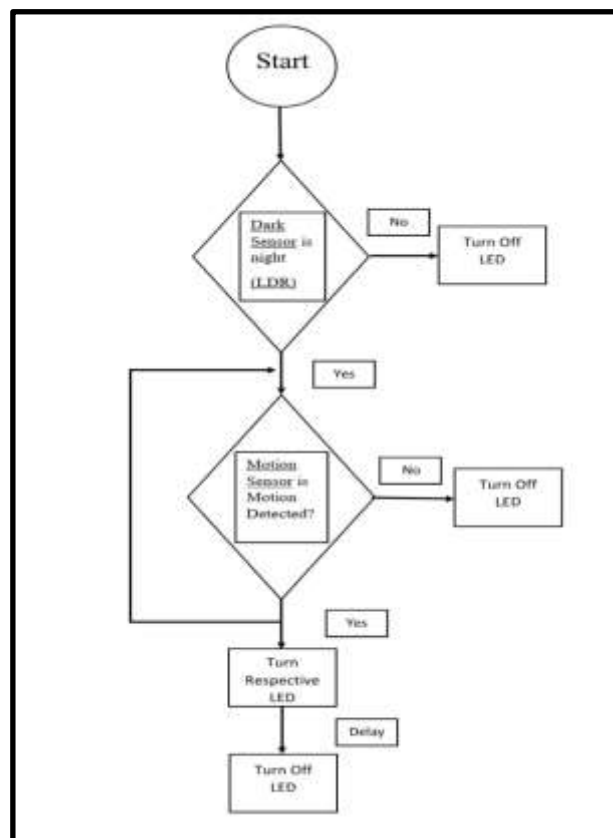 Start
Dark
Sensor is
night
(LDR)
No
Turn Off
LED
Yes
Motion
Sensor is
Motion
Detected?
No
Turn Off
LED
Yes
Turn
Respective
LED
Delay
Turn Off
LED